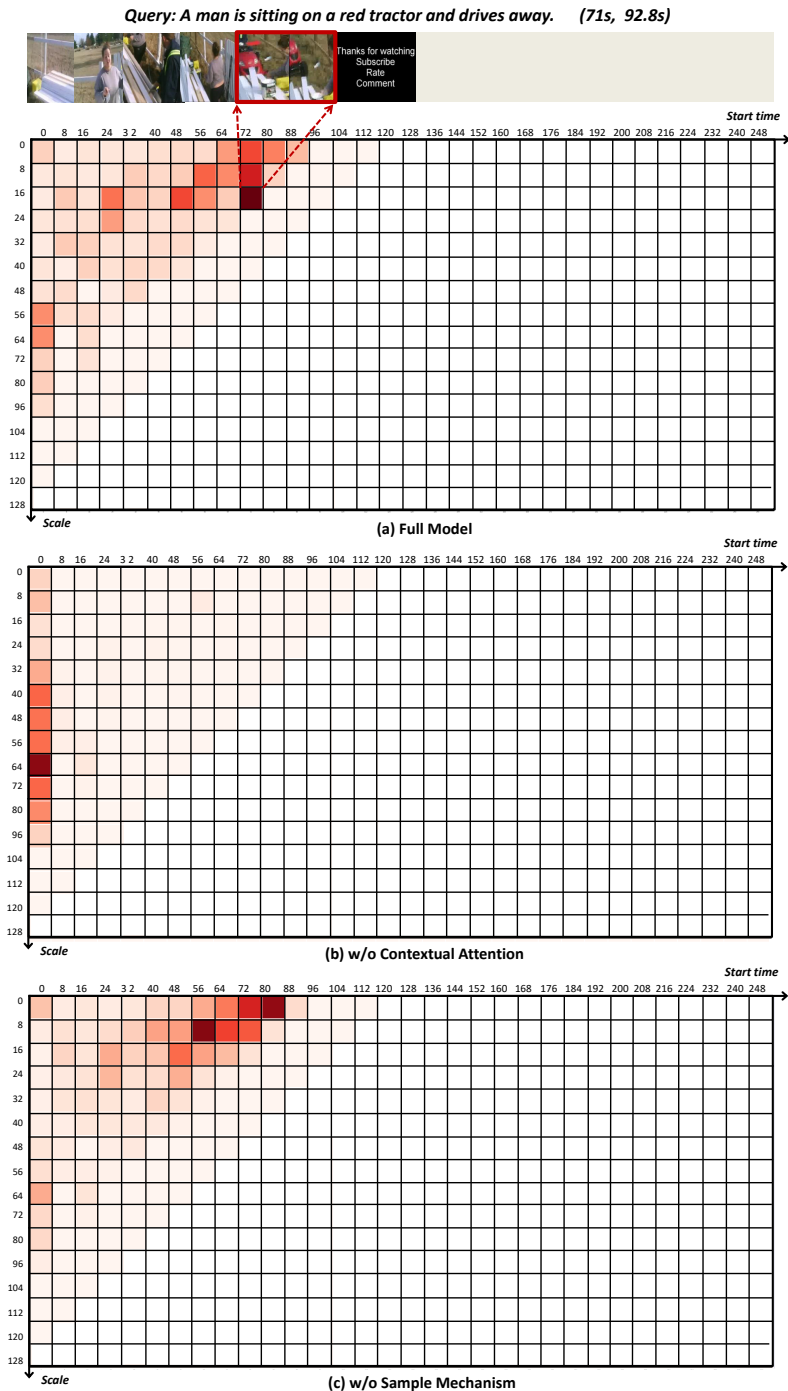 Query: A man is sitting on a red tractor and drives away. (71s, 92.8s)
Thanks for watching
Subscribe
Rate
Comment
Start time
0 8 16 24 3 2 40 48 56 64 72 80 88 96 104 112 120 128 136 144 152 160 168 176 184 192 200 208 216 224 232 240 248
0
8
16
24
32
40
48
56
64
72
80
96
104
112
120
128
Scale
(a) Full Model
Start time
0 8 16 24 3 2 40 48 56 64 72 80 88 96 104 112 120 128 136 144 152 160 168 176 184 192 200 208 216 224 232 240 248
0
8
16
24
32
40
48
56
64
72
80
96
104
112
120
128
Scale
(b) w/o Contextual Attention
Start time
0 8 16 24 3 2 40 48 56 64 72 80 88 96 104 112 120 128 136 144 152 160 168 176 184 192 200 208 216 224 232 240 248
0
8
16
24
32
40
48
56
64
72
80
96
104
112
120
128
Scale
(c) w/o Sample Mechanism